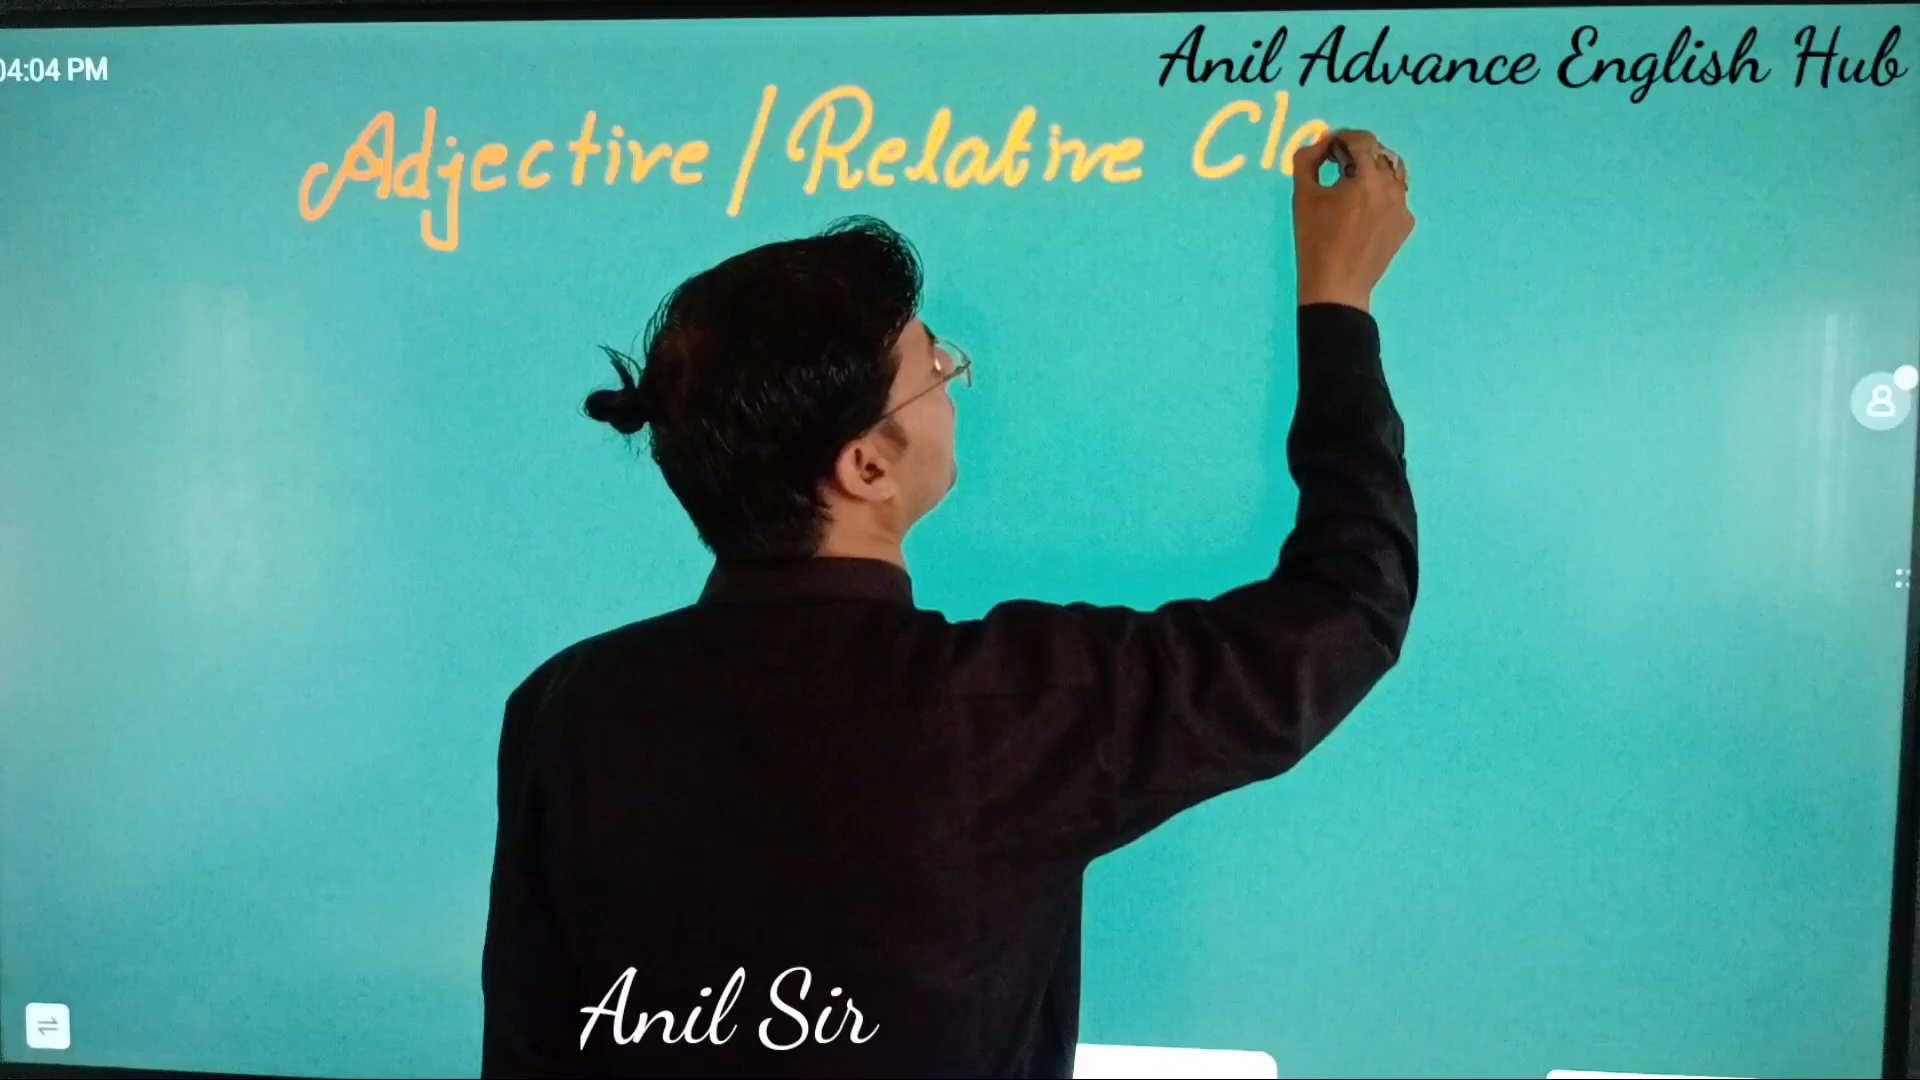 04:04 PM
Anil Advance English Hub
Adjective / Relative Cla
Anil Sir